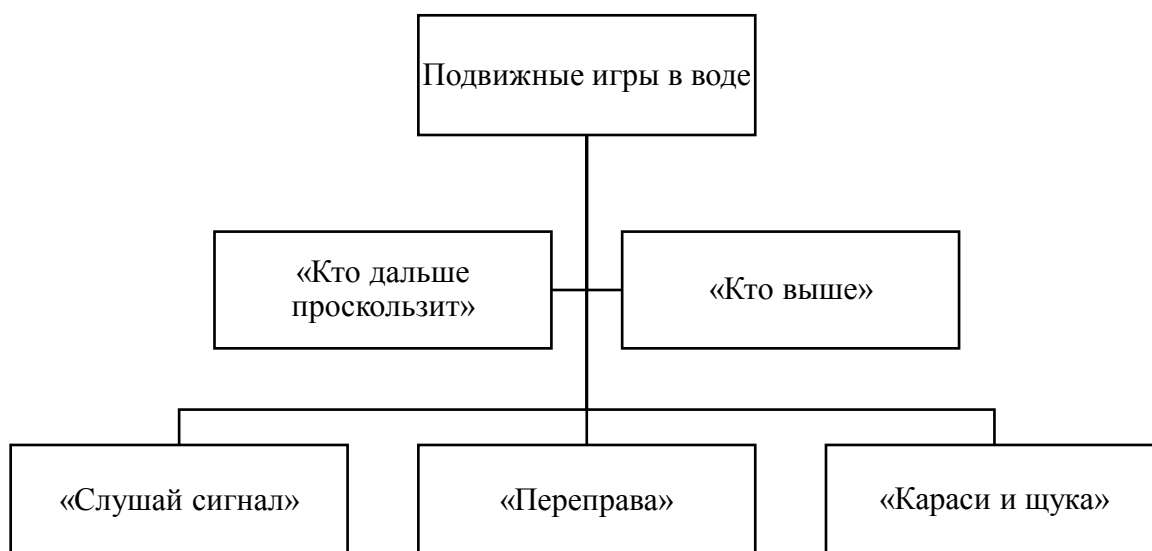 Подвижные игры в воде
«Кто дальше
проскользит»
«Кто выше»
«Слушай сигнал»
«Переправа»
«Караси и щука»